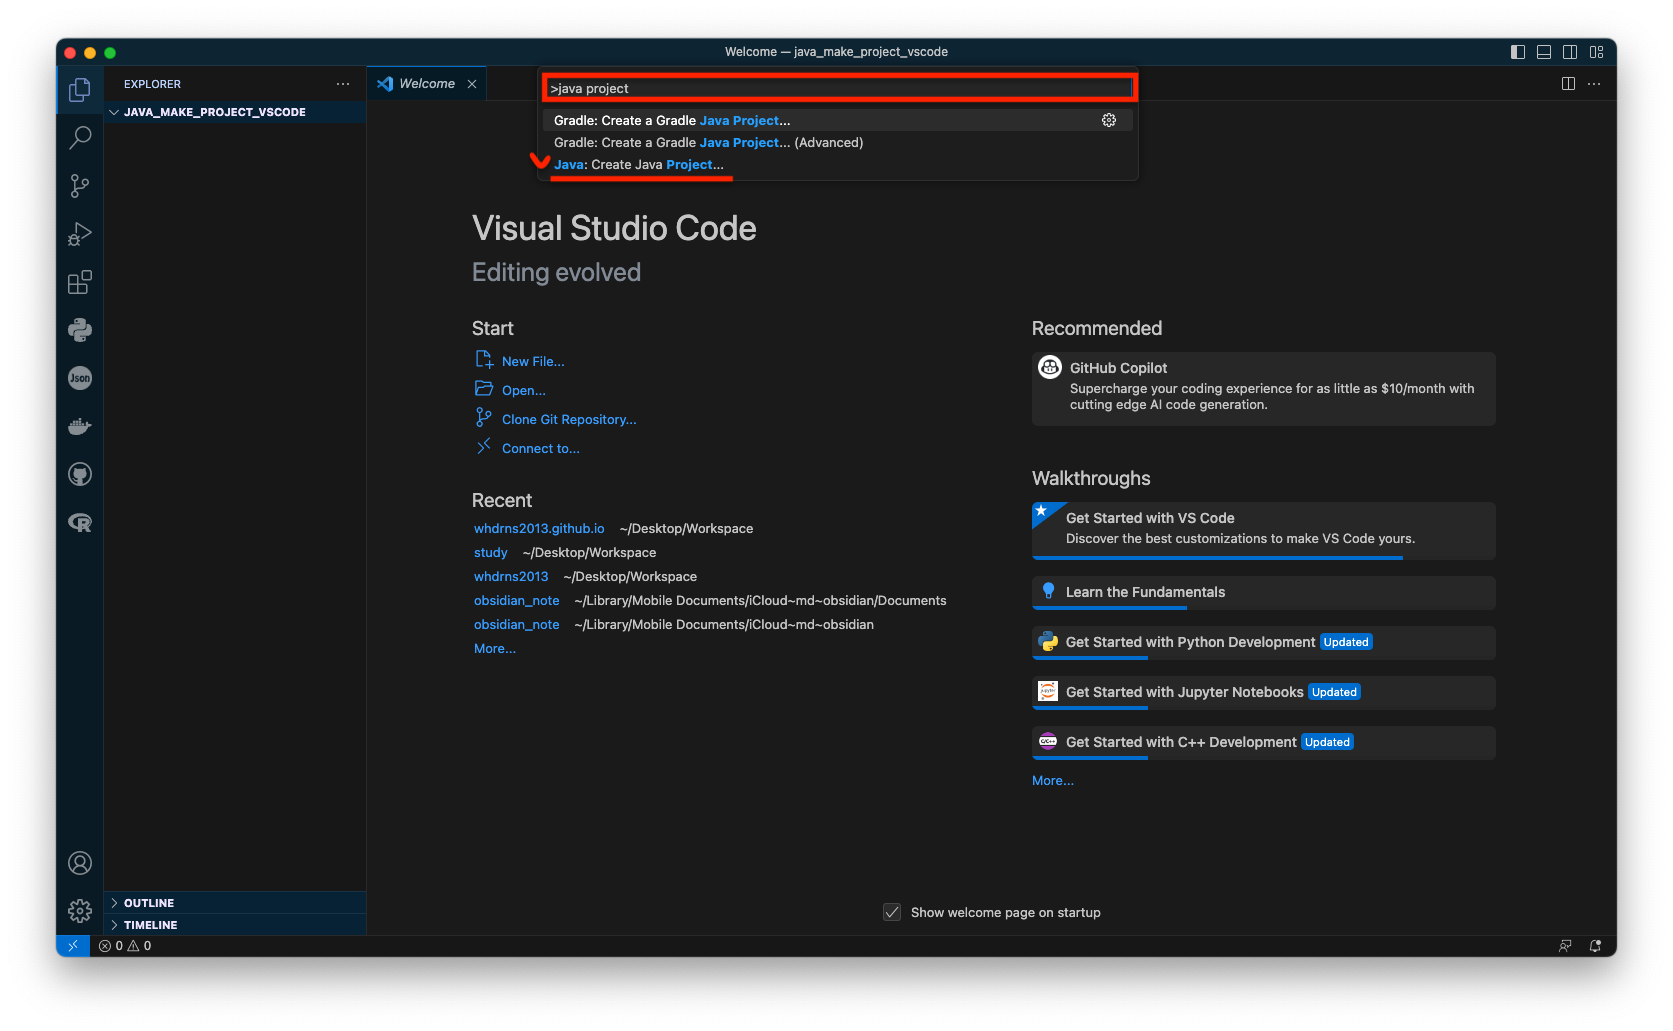 Welcome — java_make_project_vscode
EXPLORER
JAVA_MAKE_PROJECT_VSCODE
Welcome
>java project
Gradle: Create a Gradle Java Project...
Gradle: Create a Gradle Java Project... (Advanced)
Java: Create Java Project...
Visual Studio Code
Editing evolved
Start
New File...
Open...
Clone Git Repository...
Connect to...
Recent
whdrns2013.github.io ~/Desktop/Workspace
study ~/Desktop/Workspace
whdrns2013 ~/Desktop/Workspace
obsidian_note ~/Library/Mobile Documents/iCloud~md~obsidian/Documents
obsidian_note ~/Library/Mobile Documents/iCloud~md~obsidian
More...
Recommended
GitHub Copilot
Supercharge your coding experience for as little as $10/month with
cutting edge AI code generation.
Walkthroughs
Get Started with VS Code
Discover the best customizations to make VS Code yours.
Learn the Fundamentals
Get Started with Python Development Updated
Get Started with Jupyter Notebooks Updated
C/C++ Get Started with C++ Development Updated
More...
Json
R
OUTLINE
TIMELINE
Show welcome page on startup
0 0